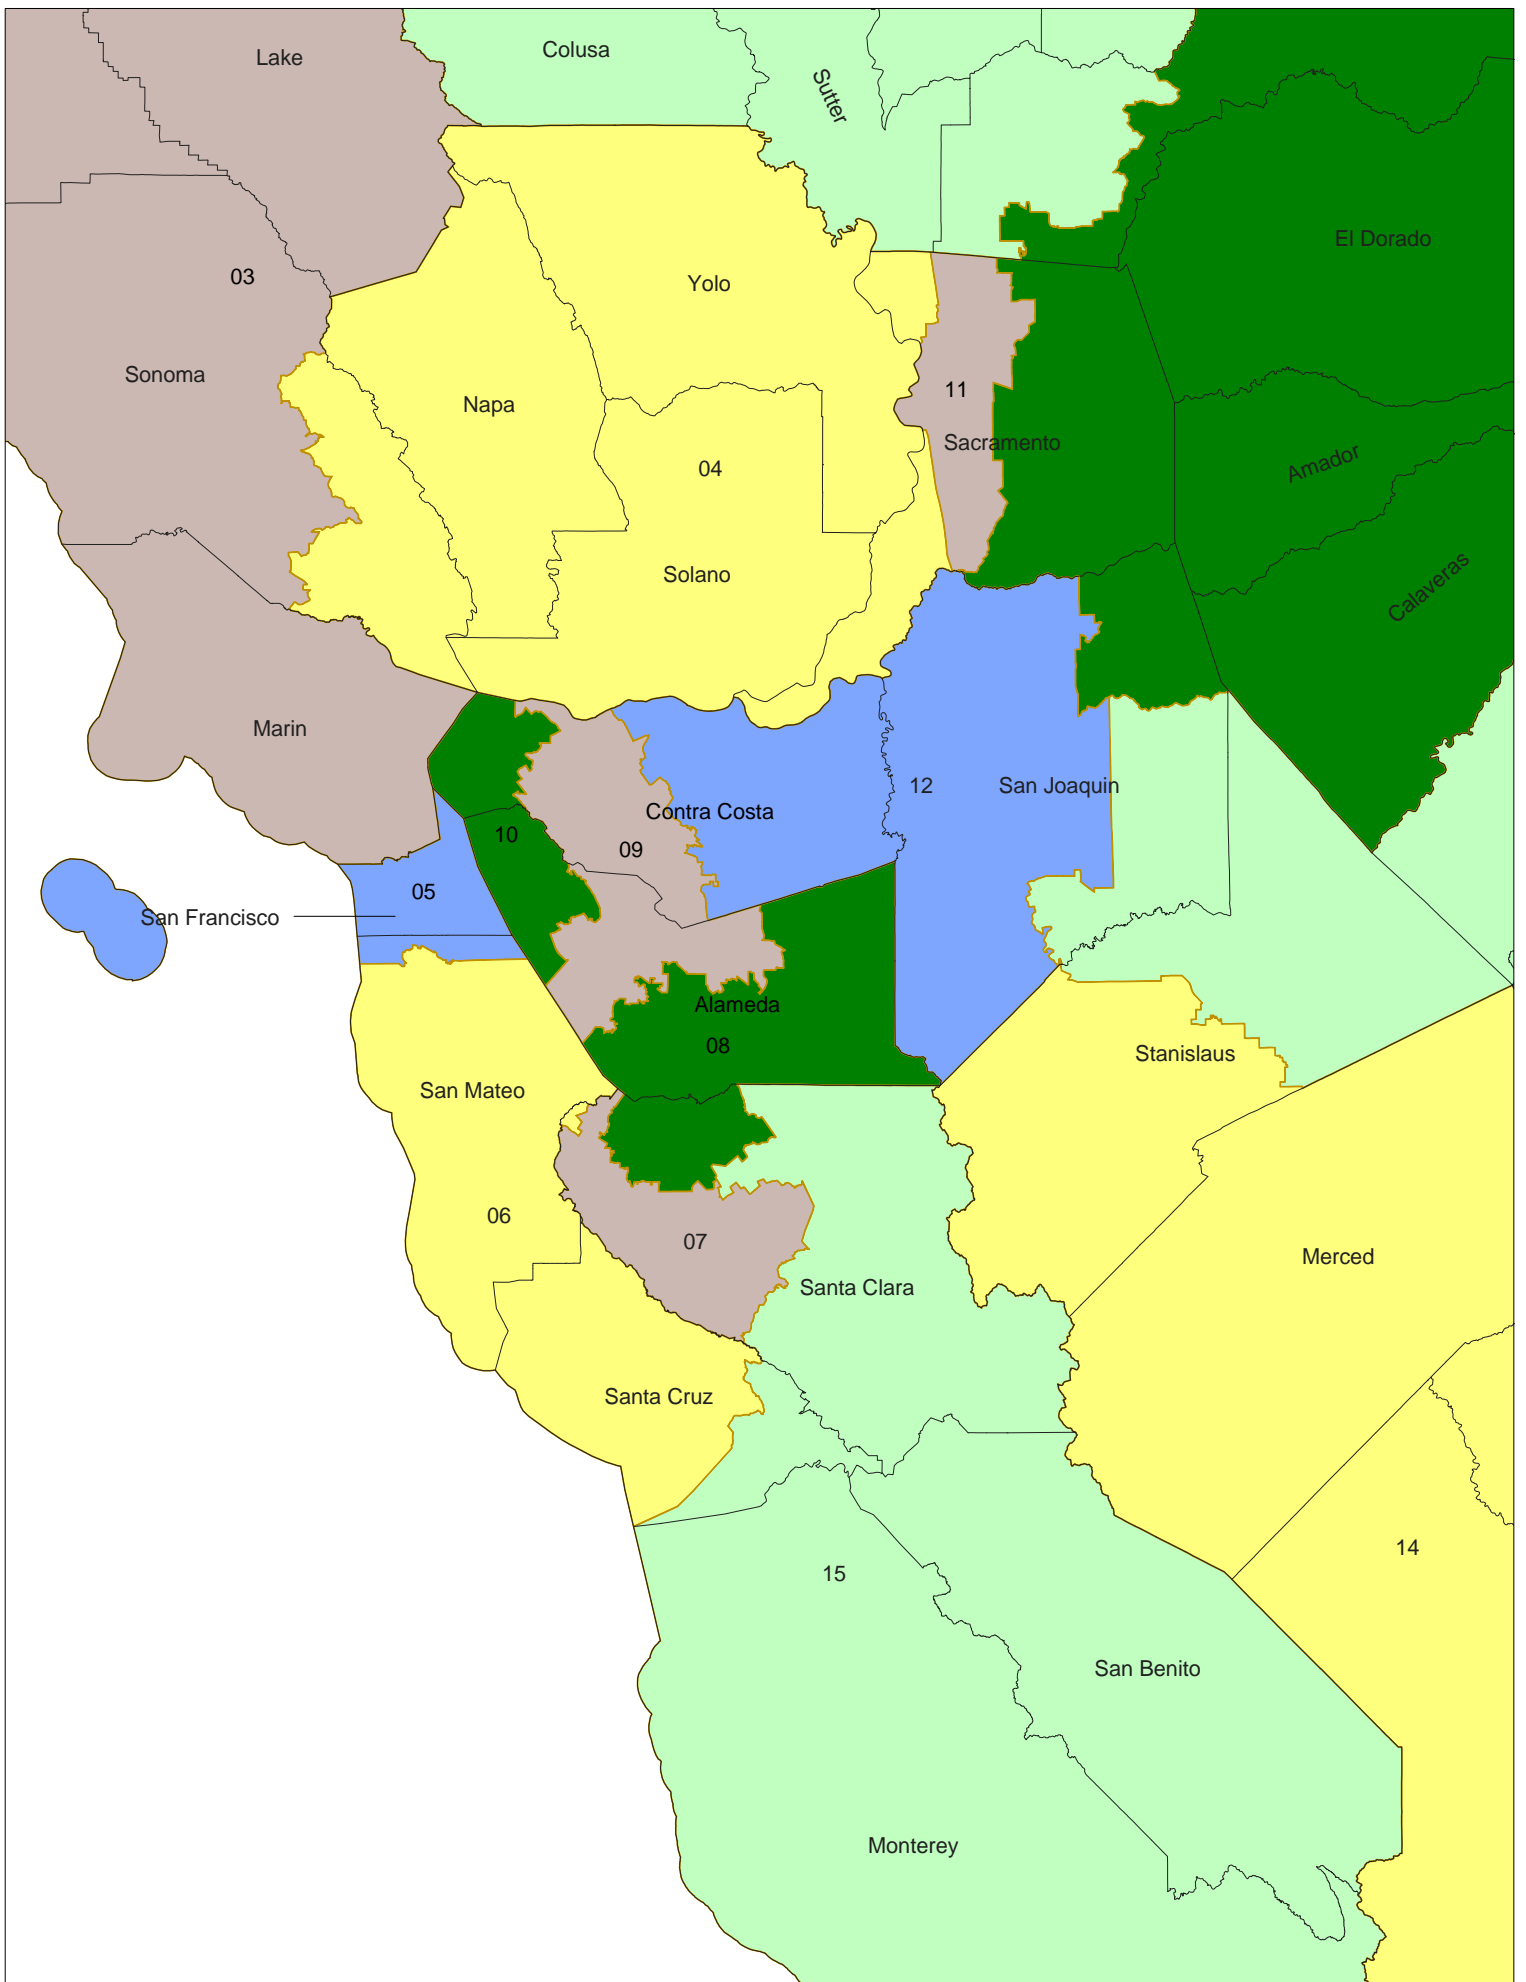 Colusa
Lake
Sutter
El Dorado
03
Yolo
Sonoma
11
Napa
Sacramento
Amador
04
Solano
Calaveras
Marin
12
San Joaquin
Contra Costa
10
09
05
San Francisco
Alameda
08
Stanislaus
San Mateo
06
07
Merced
Santa Clara
Santa Cruz
14
15
San Benito
Monterey